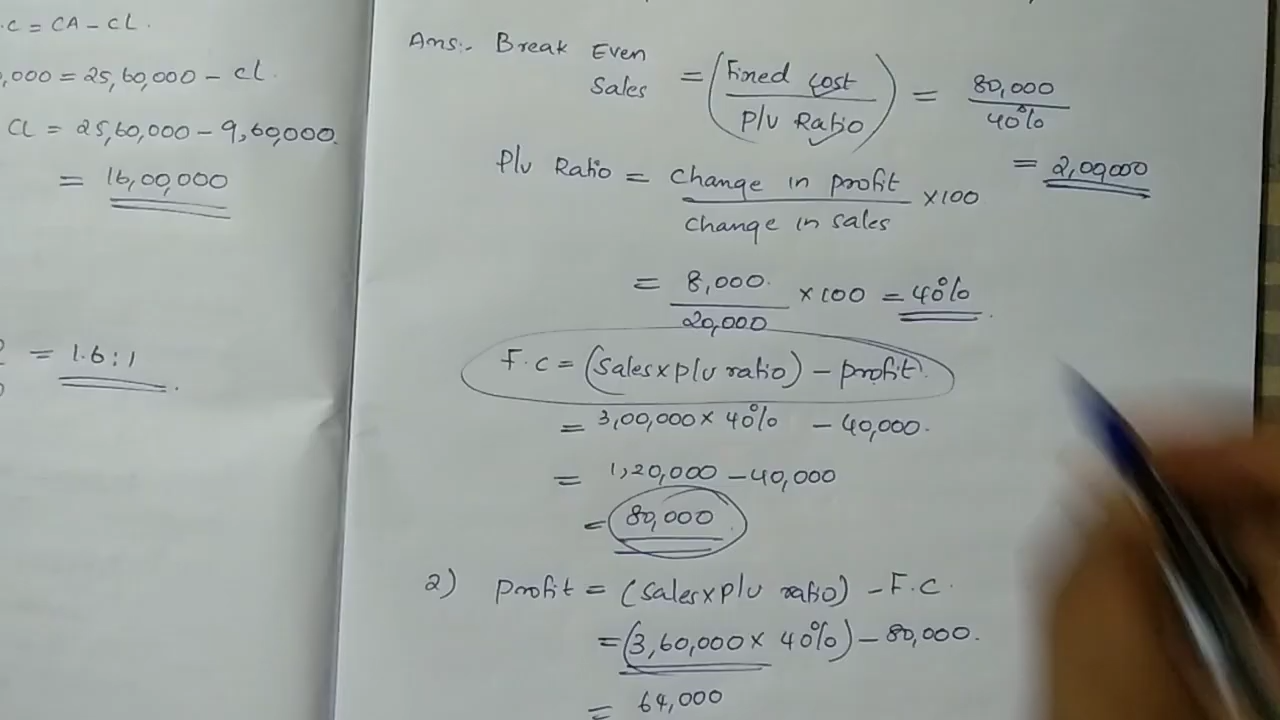 .C = CA - CL.
0,000 = 25,60,000 - CL.
CL = 25,60,000 - 9,60,000.
= 16,00,000
= 1.6 : 1
Ans:- Break Even Sales = (Fixed cost / P/V Ratio) = 80,000 / 40%
= 2,00,000
P/V Ratio = change in profit / change in sales × 100
= 8,000 / 20,000 × 100 = 40%
F.C = (Sales × P/V ratio) - profit.
= 3,00,000 × 40% - 40,000.
= 1,20,000 - 40,000
= 80,000
2) Profit = (Sales × P/V ratio) - F.C.
= (3,60,000 × 40%) - 80,000.
= 64,000